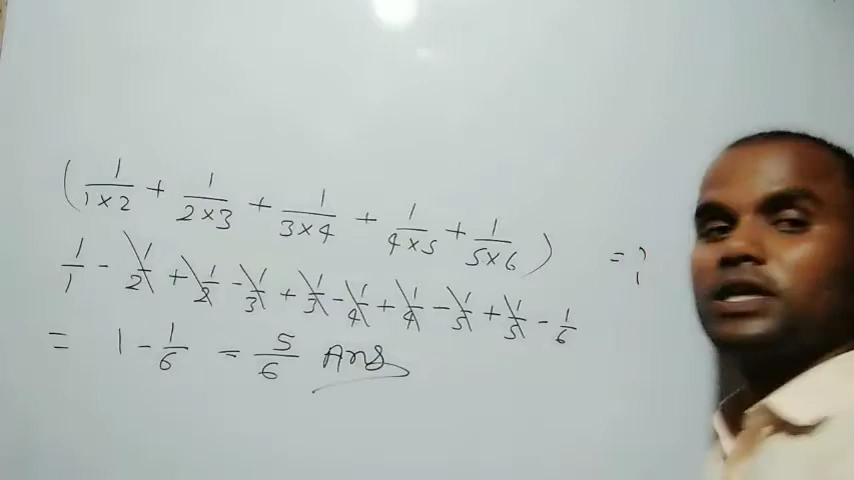 (1/1×2 + 1/2×3 + 1/3×4 + 1/4×5 + 1/5×6) = ?
1/1 - 1/2 + 1/2 - 1/3 + 1/3 - 1/4 + 1/4 - 1/5 + 1/5 - 1/6
= 1 - 1/6 = 5/6 Ans